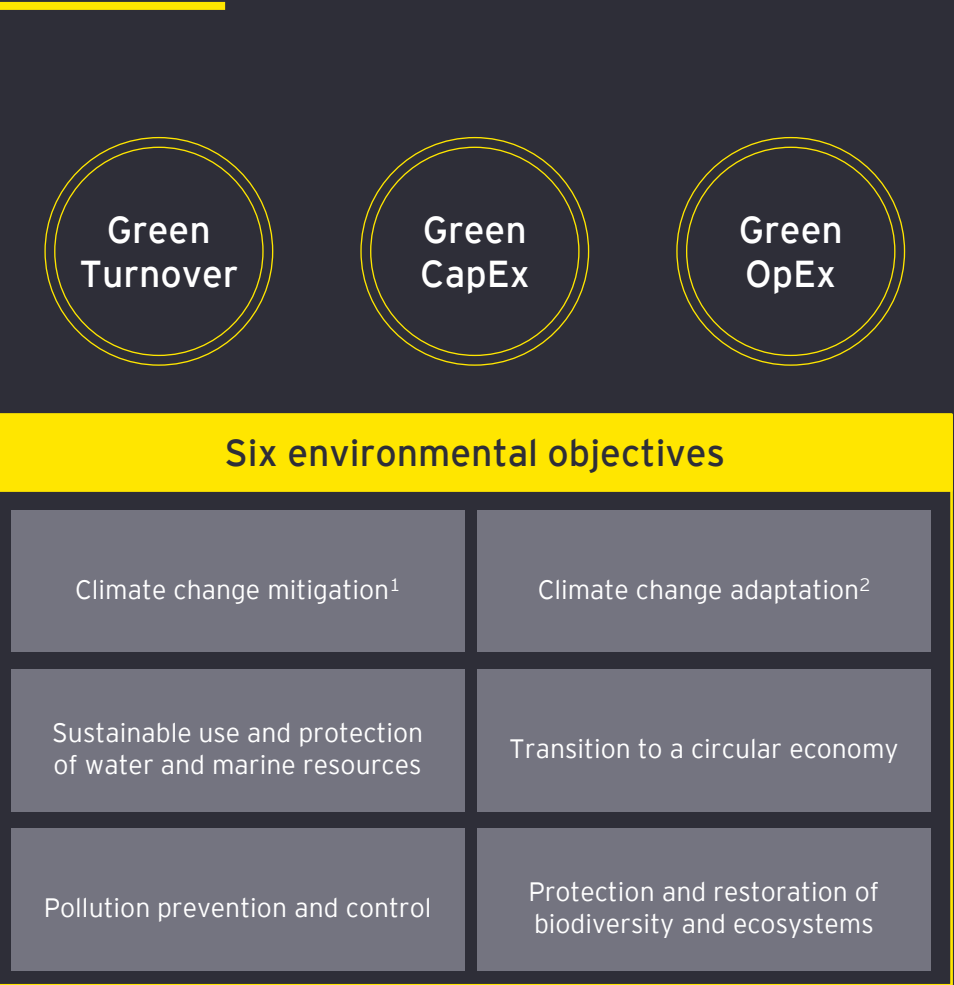 Green
Turnover
Green
CapEx
Green
OpEx
Six environmental objectives
Climate change mitigation¹
Climate change adaptation²
Sustainable use and protection
of water and marine resources
Transition to a circular economy
Pollution prevention and control
Protection and restoration of
biodiversity and ecosystems